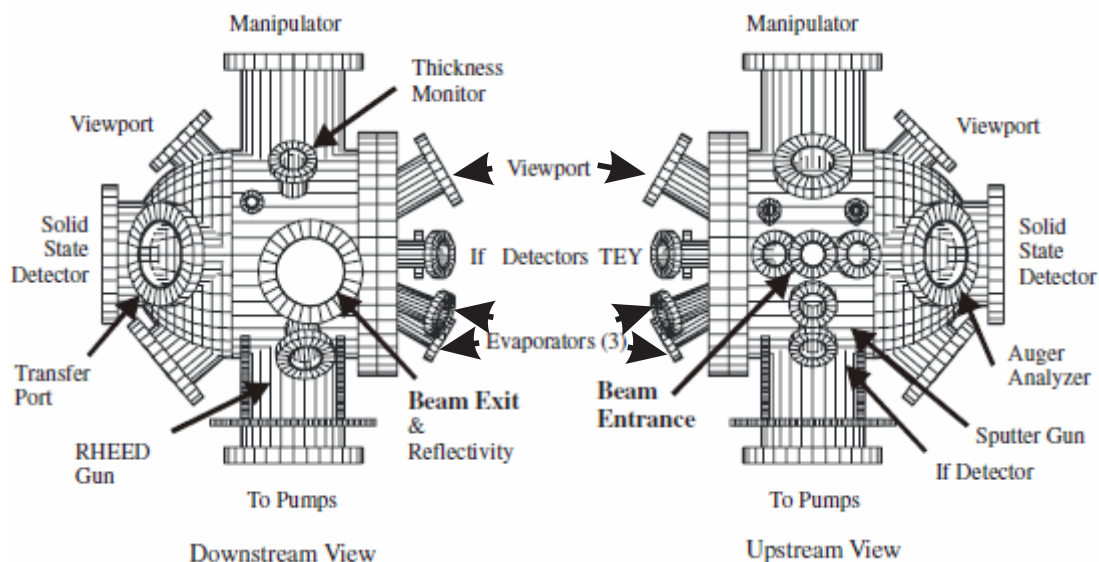 Manipulator
Manipulator
Thickness
Monitor
Viewport
Viewport
Viewport
Solid
State
Detector
If Detectors TEY
Solid
State
Detector
Evaporators (3)
Transfer
Port
Beam Exit
&
Reflectivity
Beam
Entrance
Auger
Analyzer
RHEED
Gun
Sputter Gun
If Detector
To Pumps
To Pumps
Downstream View
Upstream View